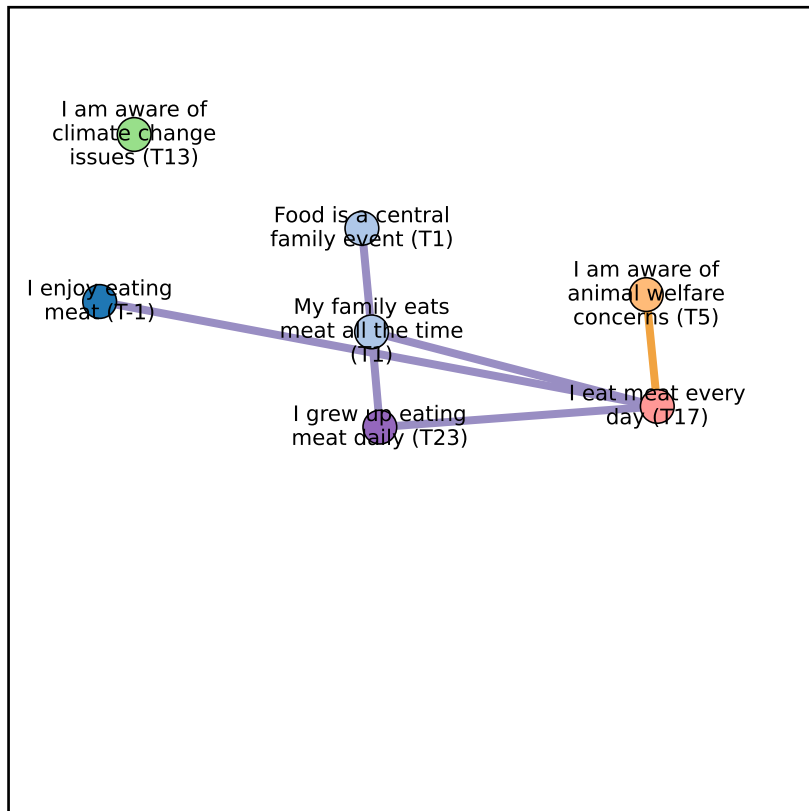 I am aware of
climate change
issues (T13)
Food is a central
family event (T1)
I am aware of
animal welfare
concerns (T5)
I enjoy eating
meat (T-1)
My family eats
meat all the time
(T1)
I eat meat every
day (T17)
I grew up eating
meat daily (T23)